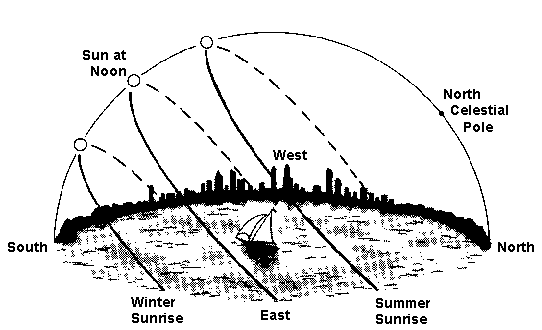 Sun at
Noon
North
Celestial
Pole
West
South
North
Winter
Sunrise
East
Summer
Sunrise